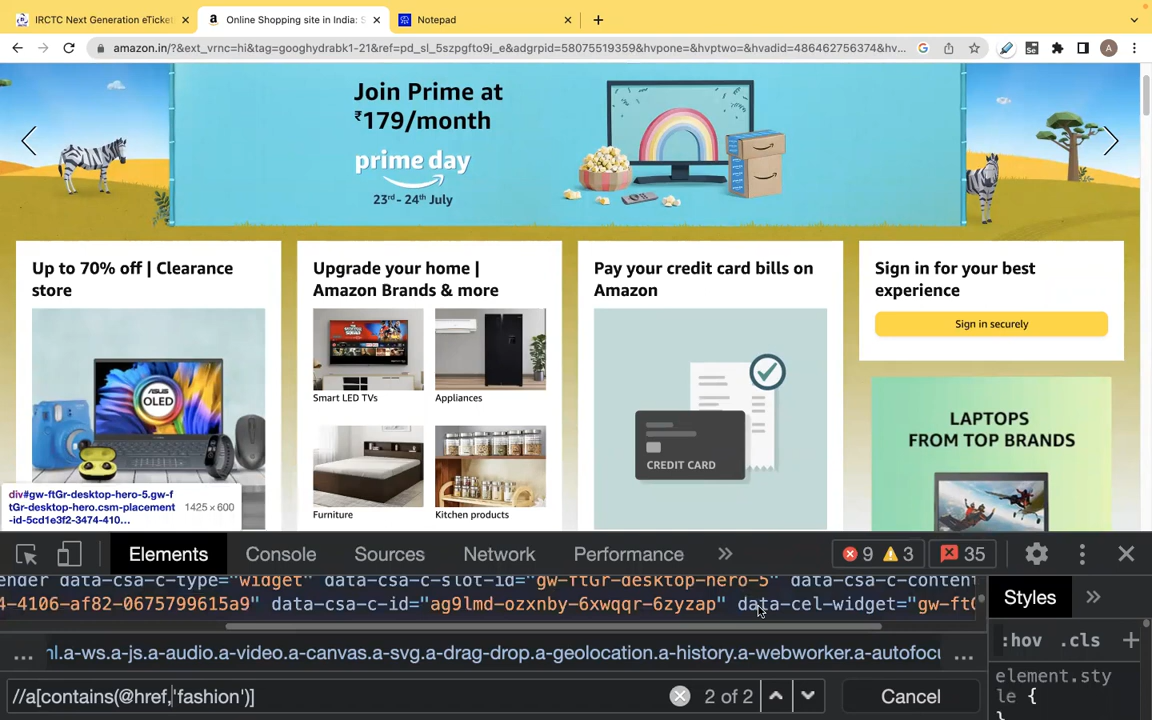 IRCTC Next Generation eTicket
Online Shopping site in India: S
Notepad
amazon.in/?ext_vrnc=hi&tag=googhydrabk1-21&ref=pd_sl_5szpgfto9i_e&adgrpid=58075519359&hvpone=&hvptwo=&hvadid=486462756374&hv...
A
Join Prime at
₹179/month
prime day
23rd - 24th July
Up to 70% off | Clearance
store
ASUS
OLED
Upgrade your home |
Amazon Brands & more
Smart LED TVs
Appliances
Furniture
Kitchen products
Pay your credit card bills on
Amazon
CREDIT CARD
Sign in for your best
experience
Sign in securely
LAPTOPS
FROM TOP BRANDS
div#gw-ftGr-desktop-hero-5.gw-f
tGr-desktop-hero.csm-placement
-id-5cd1e3f2-3474-410...
1425 × 600
Elements
Console
Sources
Network
Performance
9
3
35
ender data-csa-c-type="widget" data-csa-c-slot-id="gw-ftGr-desktop-hero-5" data-csa-c-content
4-4106-af82-0675799615a9" data-csa-c-id="ag9lmd-ozxnby-6xwqqr-6zyzap" data-cel-widget="gw-ft
... nl.a-ws.a-js.a-audio.a-video.a-canvas.a-svg.a-drag-drop.a-geolocation.a-history.a-webworker.a-autofocu ...
//a[contains(@href,'fashion')]
2 of 2
Cancel
Styles
:hov .cls
element.sty
le {
}